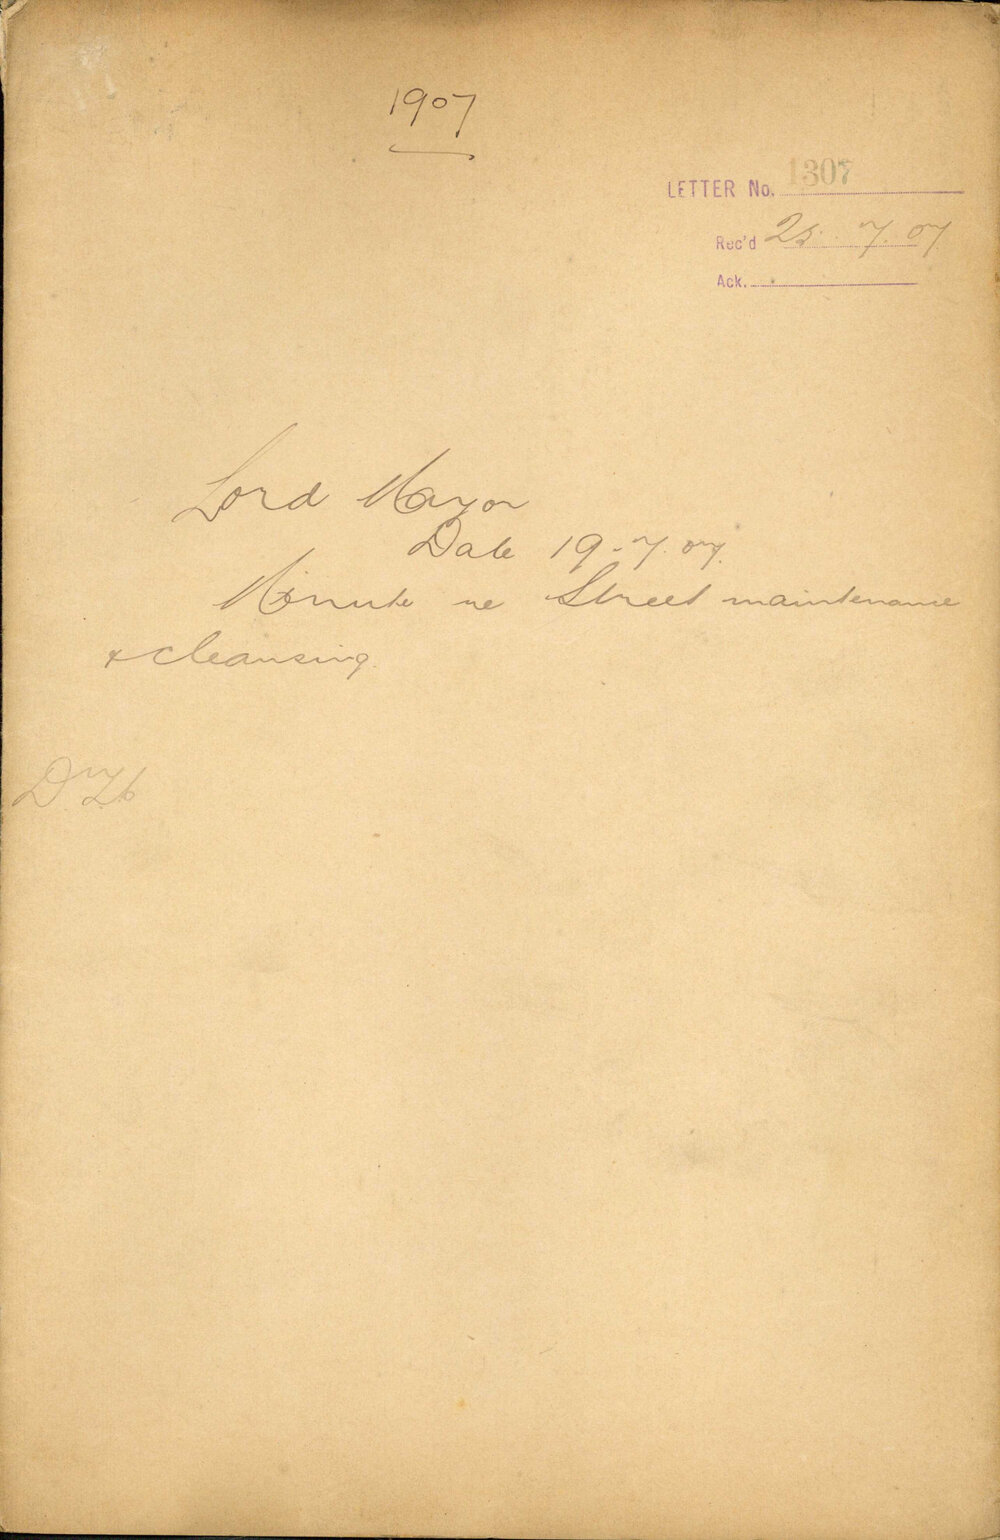 1907
LETTER No. 1307
Rec'd 25. 7. 07
Ack.
Lord Mayor
Date 19.7.07.
Minute re Street maintenance
& cleansing.